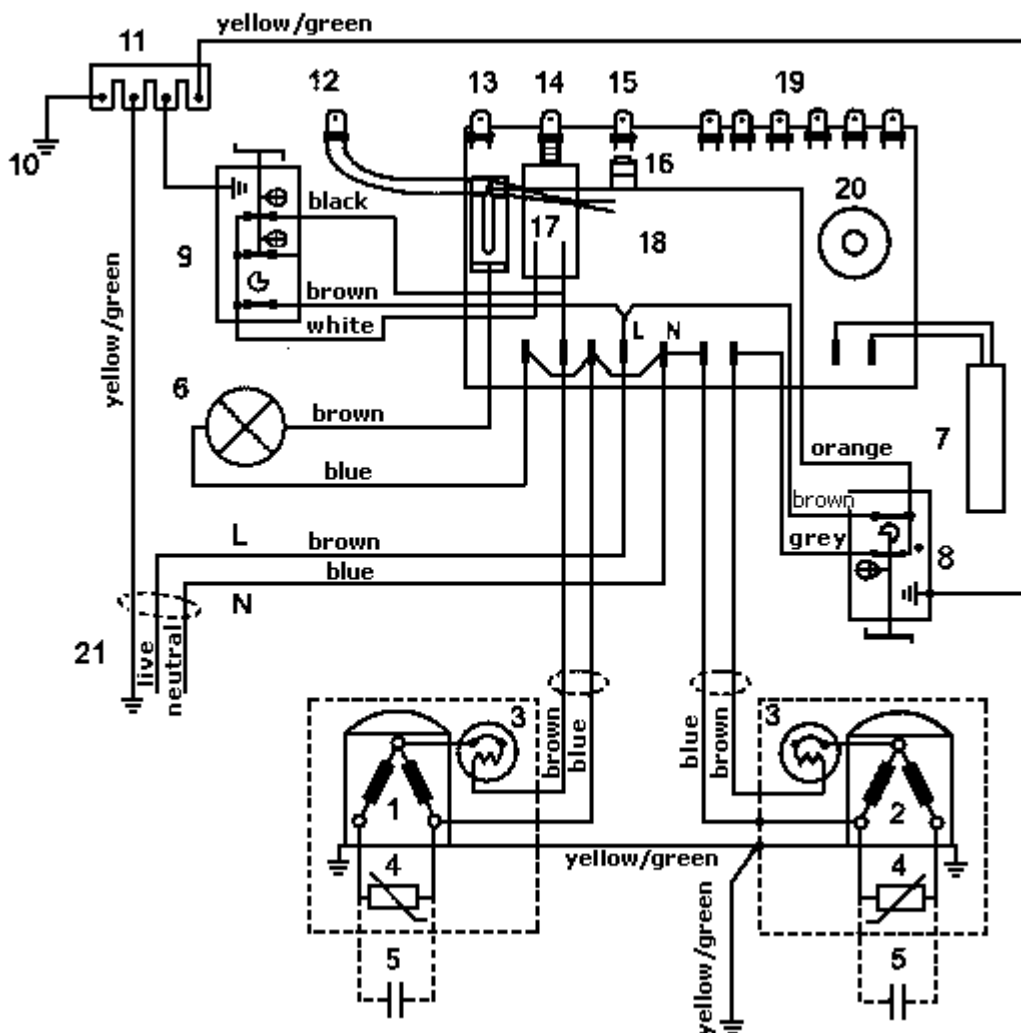 yellow/green
11
12
13
14
15
19
10
16
20
black
17
18
9
brown
white
L
N
yellow/green
6
brown
7
blue
orange
brown
L
brown
grey
8
blue
N
21
live
neutral
3
brown
blue
blue
brown
3
1
2
yellow/green
4
4
yellow/green
5
5